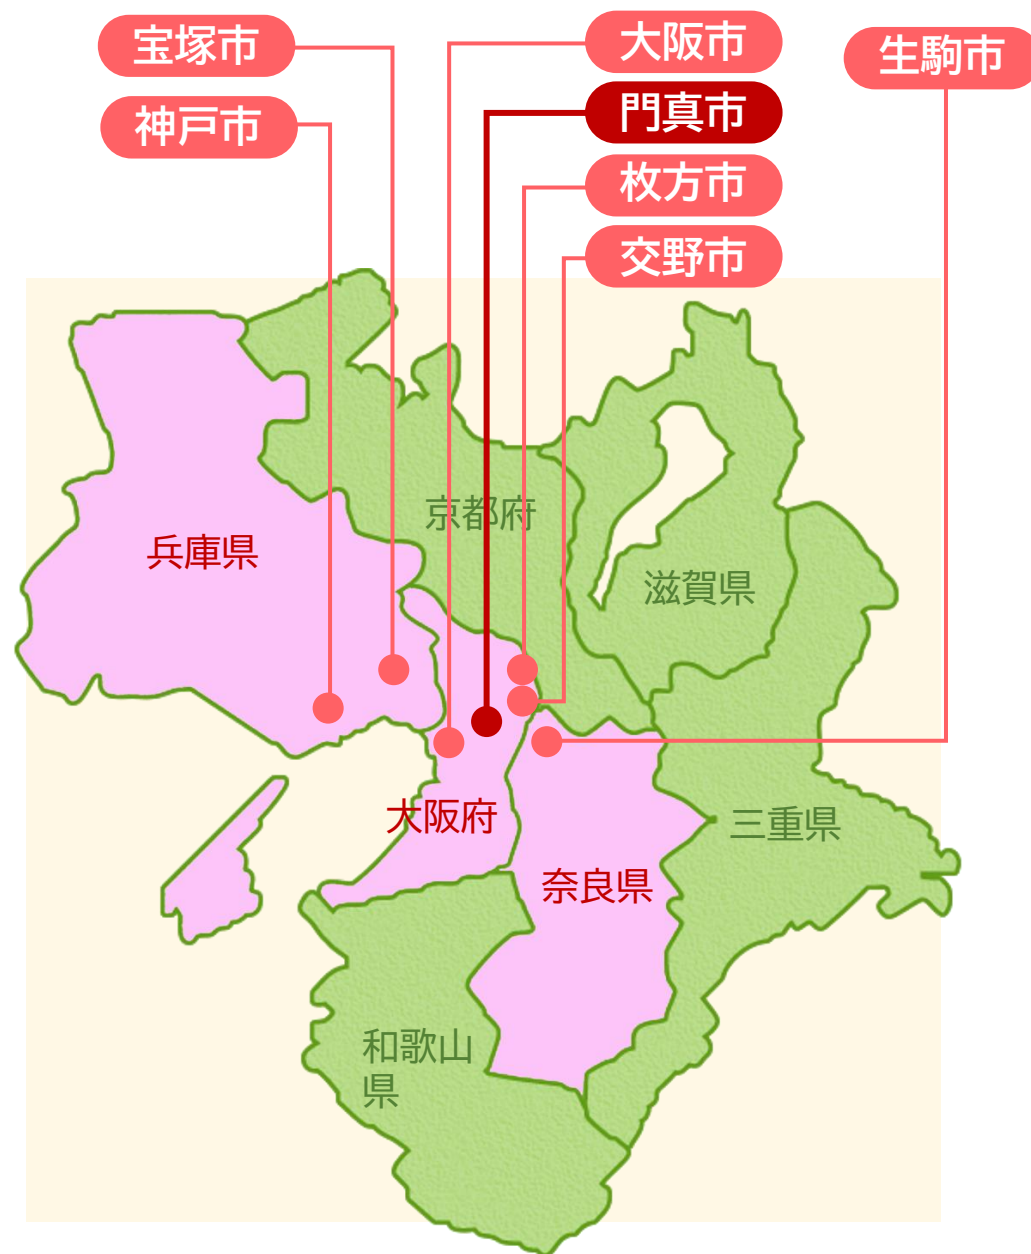 宝塚市
神戸市
大阪市
門真市
枚方市
交野市
生駒市
京都府
兵庫県
滋賀県
大阪府
三重県
奈良県
和歌山
県